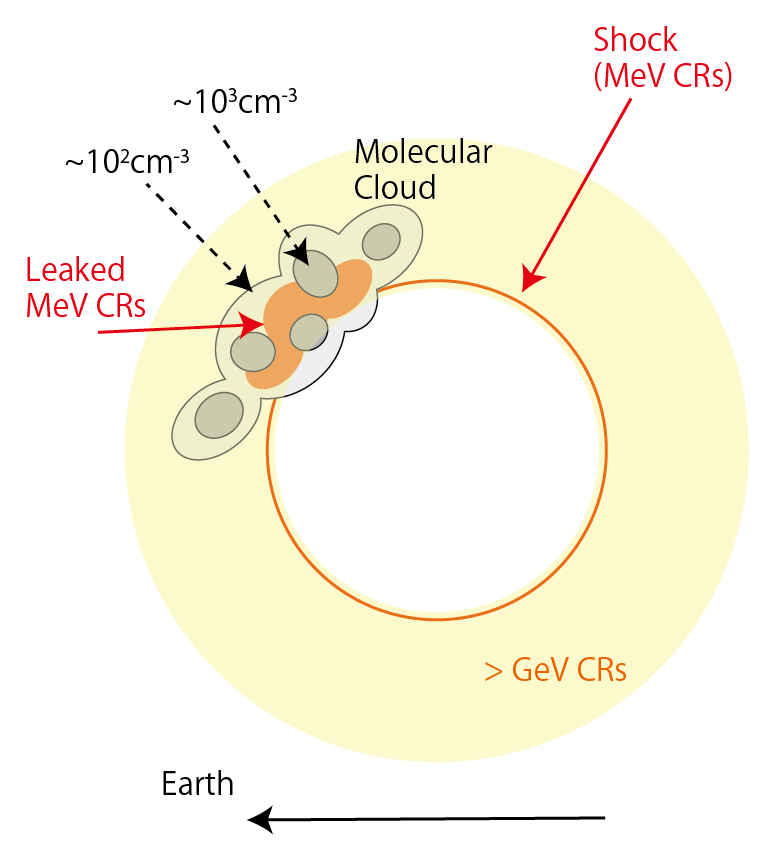 Shock
(MeV CRs)
~10³cm⁻³
~10²cm⁻³
Molecular
Cloud
Leaked
MeV CRs
> GeV CRs
Earth